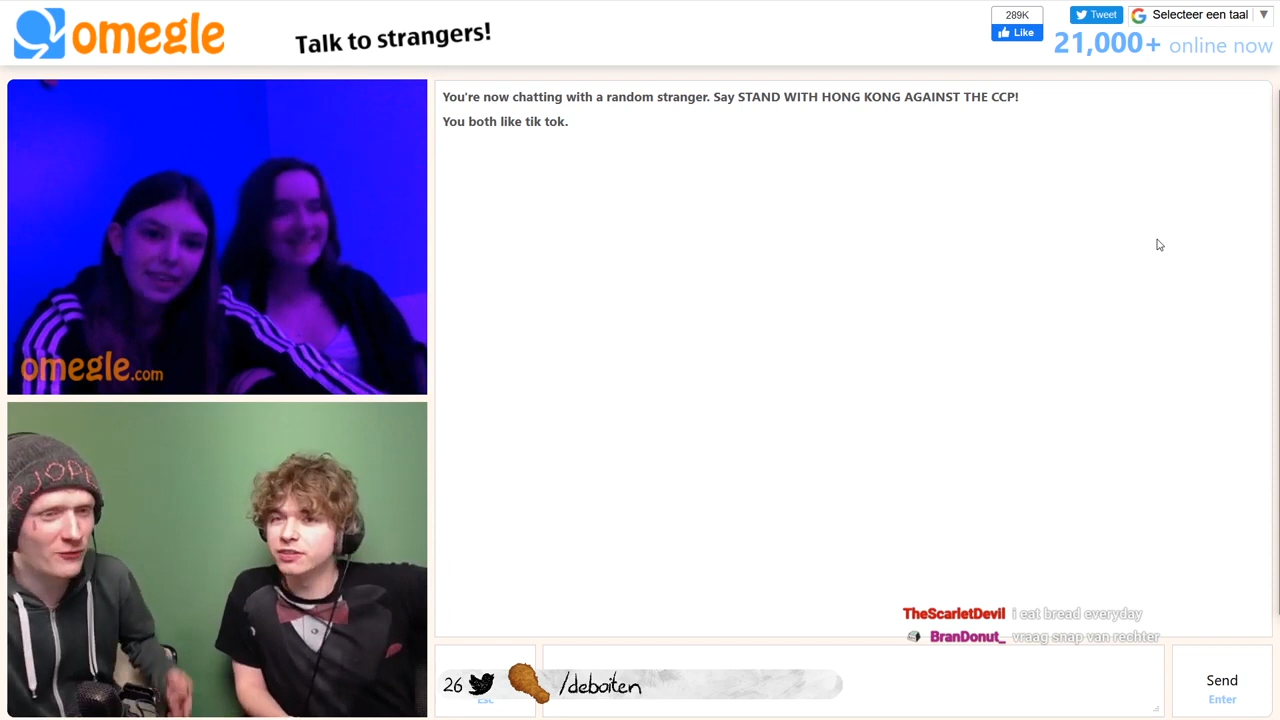 omegle
Talk to strangers!
289K
Like
Tweet
Selecteer een taal
21,000+ online now
You're now chatting with a random stranger. Say STAND WITH HONG KONG AGAINST THE CCP!
You both like tik tok.
omegle.com
TheScarletDevil i eat bread everyday
BranDonut_ vraag snap van rechter
26 /deboiten
Esc
Send
Enter